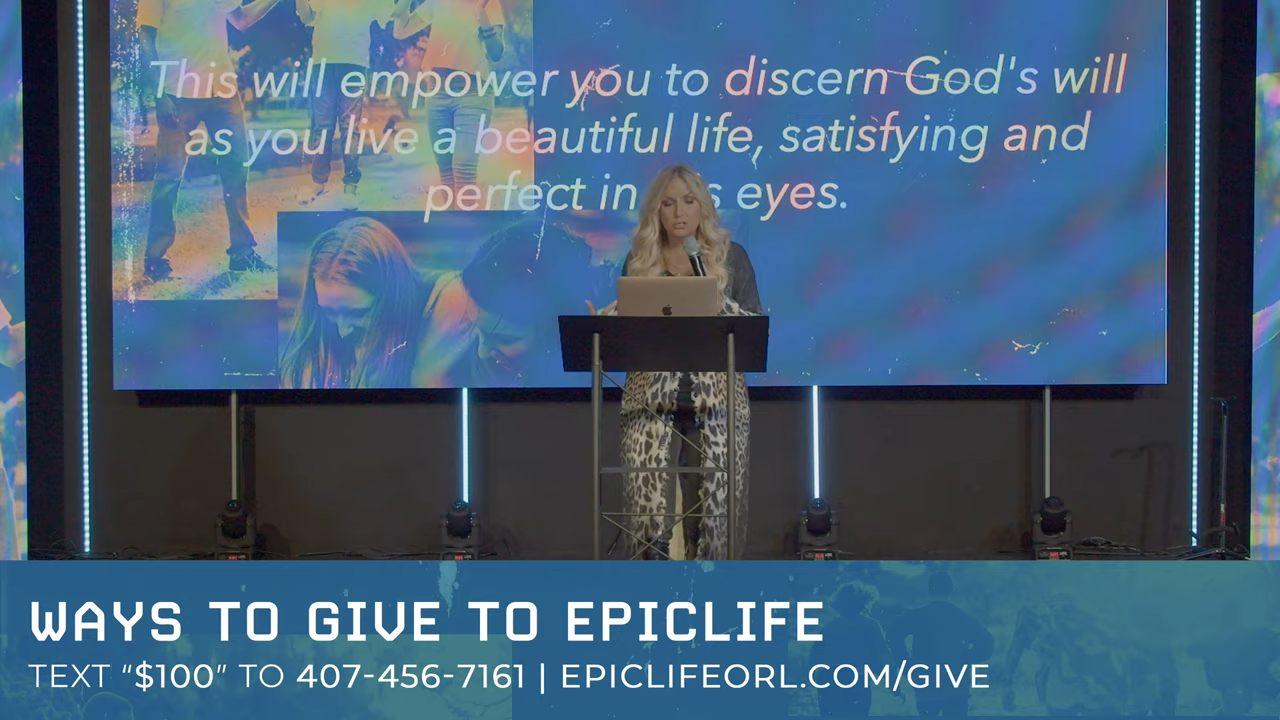 This will empower you to discern God's will
as you live a beautiful life, satisfying and
perfect in eyes.
WAYS TO GIVE TO EPICLIFE
TEXT “$100” TO 407-456-7161 | EPICLIFEORL.COM/GIVE